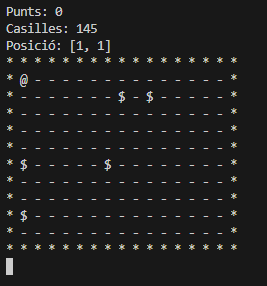 Punts: 0
Casilles: 145
Posició: [1, 1]
* * * * * * * * * * * * * * * * *
* @ - - - - - - - - - - - - - - *
* - - - - - - - $ - $ - - - - - *
* - - - - - - - - - - - - - - - *
* - - - - - - - - - - - - - - - *
* - - - - - - - - - - - - - - - *
* $ - - - - - $ - - - - - - - - *
* - - - - - - - - - - - - - - - *
* - - - - - - - - - - - - - - - *
* $ - - - - - - - - - - - - - - *
* - - - - - - - - - - - - - - - *
* * * * * * * * * * * * * * * * *